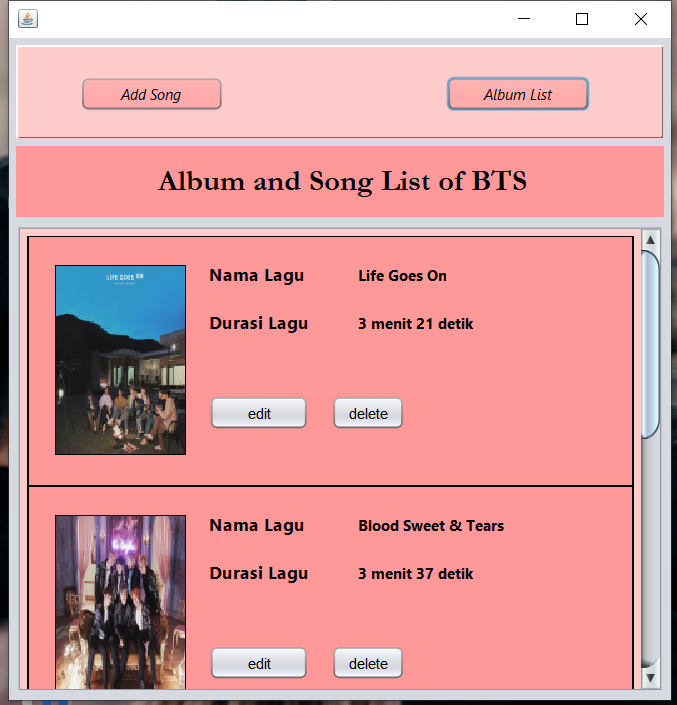 Add Song Album List
Album and Song List of BTS
LIFE GOES ON
Nama Lagu Life Goes On
Durasi Lagu 3 menit 21 detik
edit delete
Nama Lagu Blood Sweet & Tears
Durasi Lagu 3 menit 37 detik
edit delete